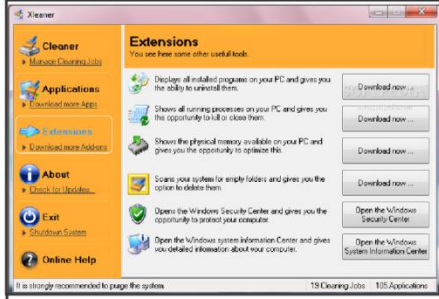 Xleaner
Cleaner
Manage Cleaning Jobs
Applications
Download more Apps
Extensions
Download more Add-ons
About
Check for Updates...
Exit
Shutdown System
Online Help
Extensions
You see here some other usefull tools.
Displays all installed programs on your PC and gives you
the ability to uninstall them.
Download now ...
Shows all running processes on your PC and gives you
the opportunity to kill or close them.
Download now ...
Shows the physical memory available on your PC and
gives you the opportunity to optimize this.
Download now ...
Scans your system for empty folders and gives you the
option to delete them.
Download now ...
Opens the Windows Security Center and gives you the
opportunity to protect your computer.
Open the Windows
Security Center
Open the Windows system information Center and gives
you detailed information about your computer.
Open the Windows
System Information Center
It is strongly recommended to purge the system.
19 Cleaning Jobs
105 Applications